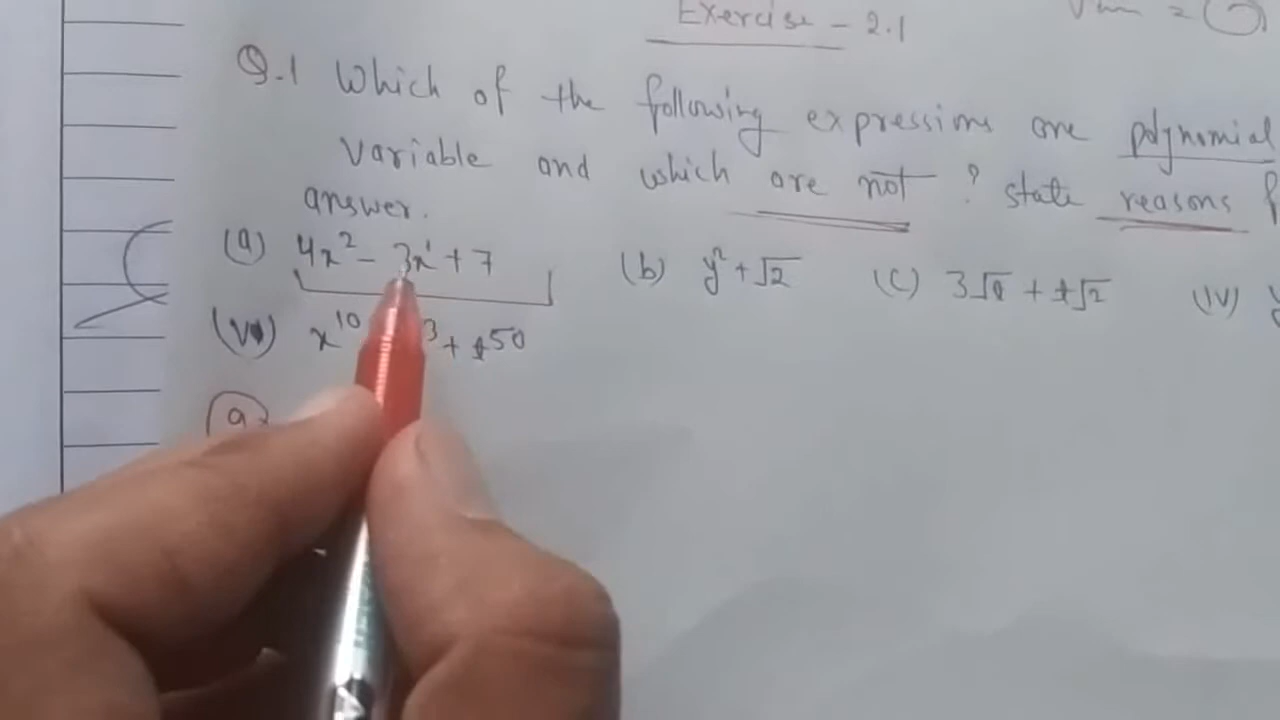 Exercise - 2.1
Q.1 Which of the following expressions are polynomial
Variable and which are not ? state reasons
answer.
(a) 4x² - 3x¹ + 7 (b) y² + √2 (C) 3√t + t√2 (IV)
(V) x¹⁰ ³ + t⁵⁰
a